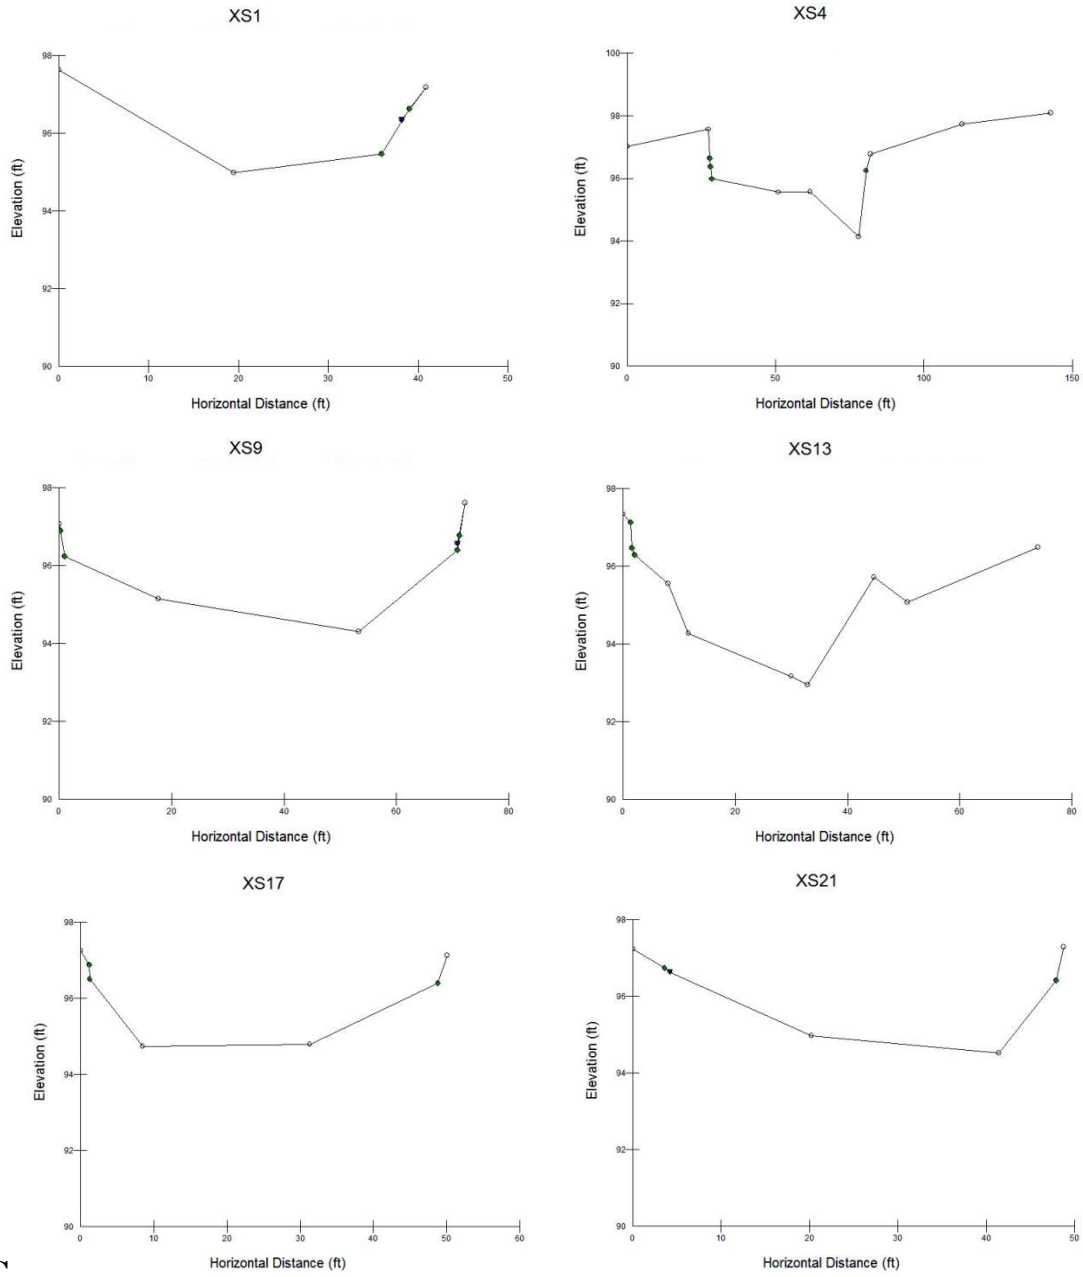 XS1
98
96
94
92
90
Elevation (ft)
0 10 20 30 40 50
Horizontal Distance (ft)
XS4
100
98
96
94
92
90
Elevation (ft)
0 50 100 150
Horizontal Distance (ft)
XS9
98
96
94
92
90
Elevation (ft)
0 20 40 60 80
Horizontal Distance (ft)
XS13
98
96
94
92
90
Elevation (ft)
0 20 40 60 80
Horizontal Distance (ft)
XS17
98
96
94
92
90
Elevation (ft)
0 10 20 30 40 50 60
Horizontal Distance (ft)
XS21
98
96
94
92
90
Elevation (ft)
0 10 20 30 40 50
Horizontal Distance (ft)